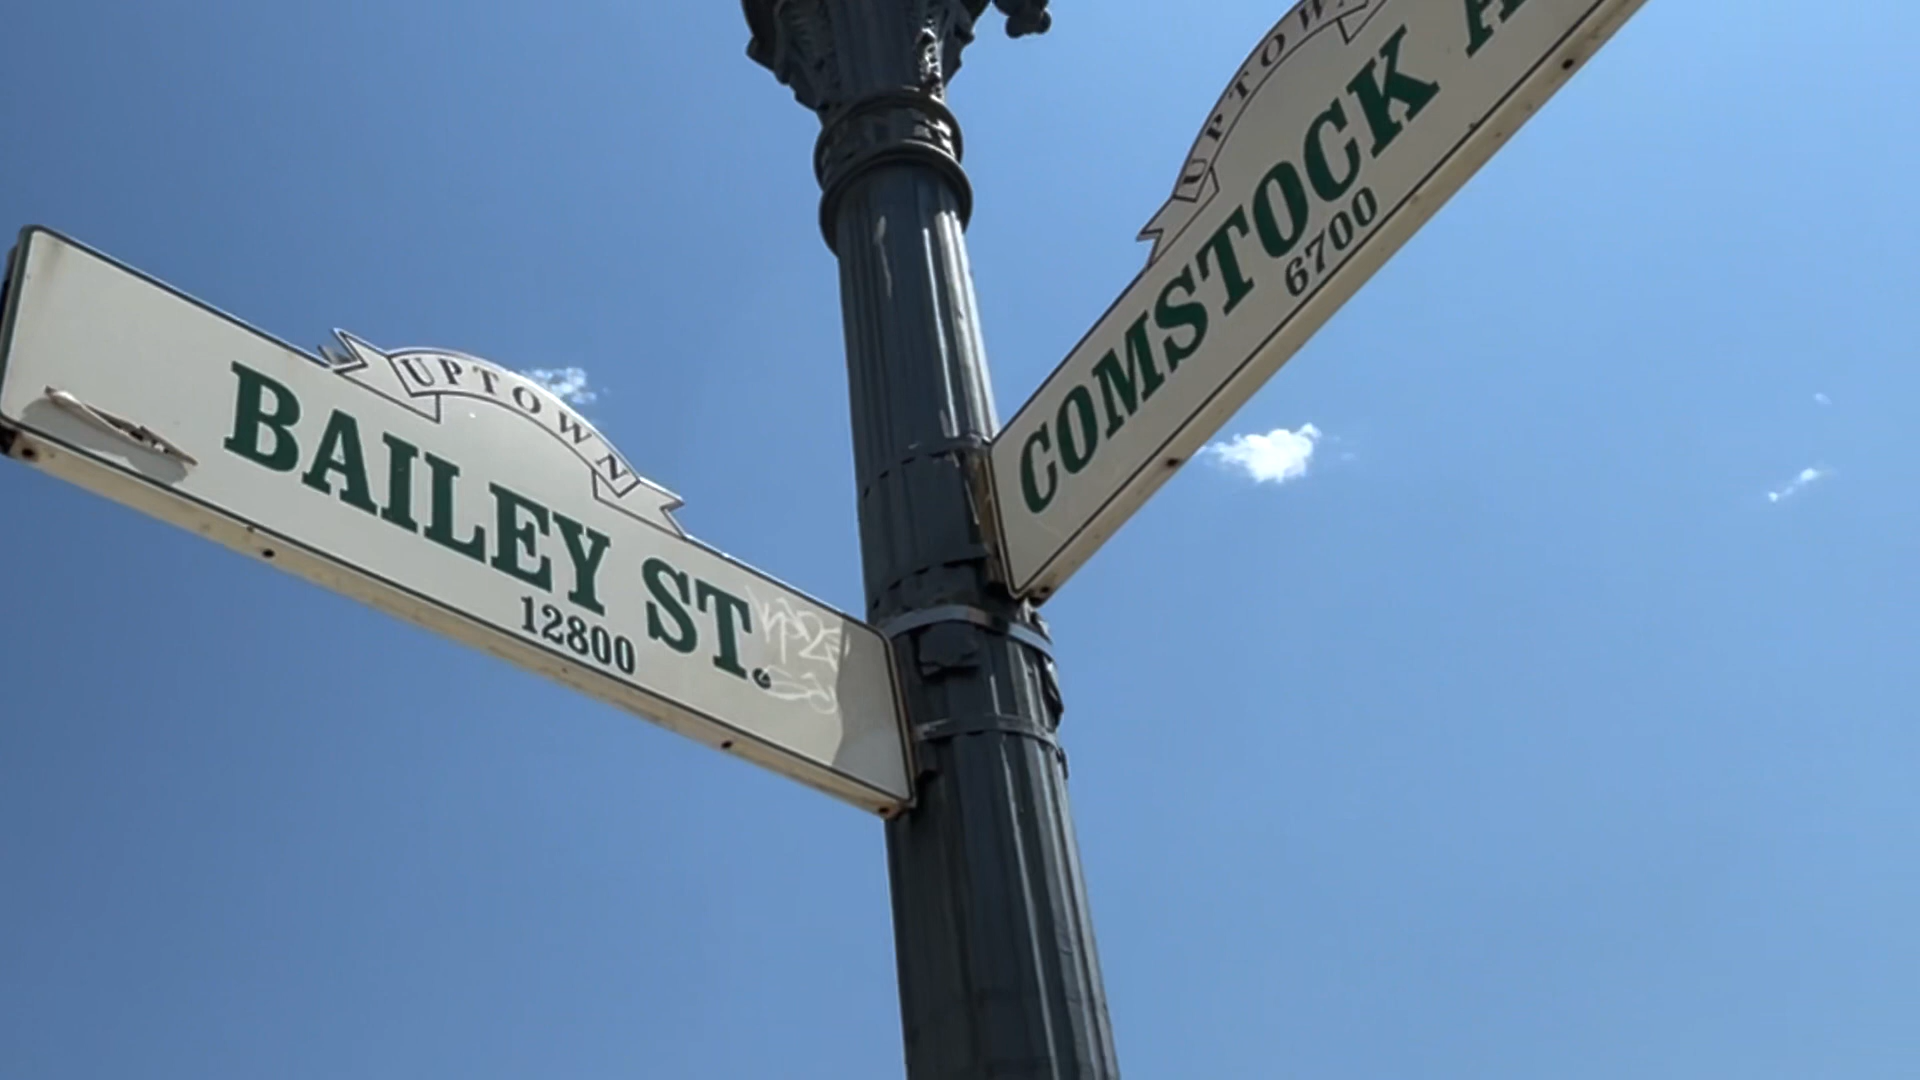 UPTOWN
BAILEY ST.
12800
UPTOWN
COMSTOCK A
6700